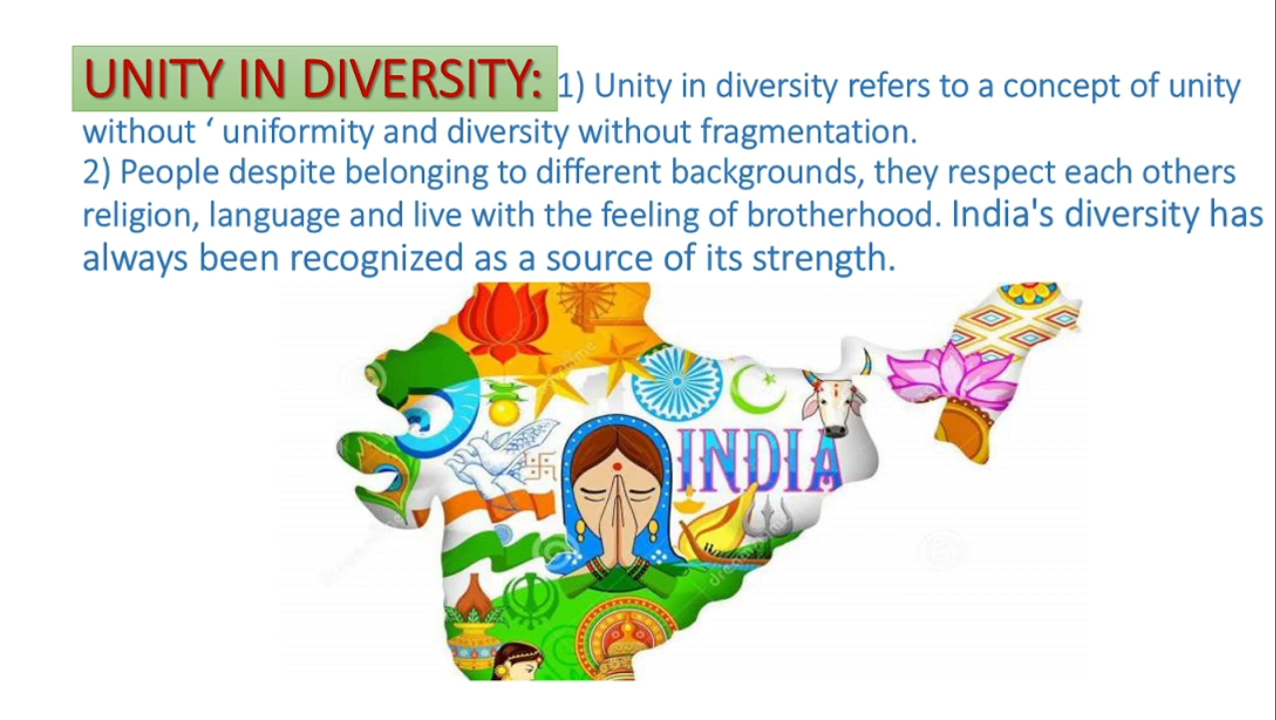 UNITY IN DIVERSITY: 1) Unity in diversity refers to a concept of unity
without ‘ uniformity and diversity without fragmentation.
2) People despite belonging to different backgrounds, they respect each others
religion, language and live with the feeling of brotherhood. India's diversity has
always been recognized as a source of its strength.
INDIA